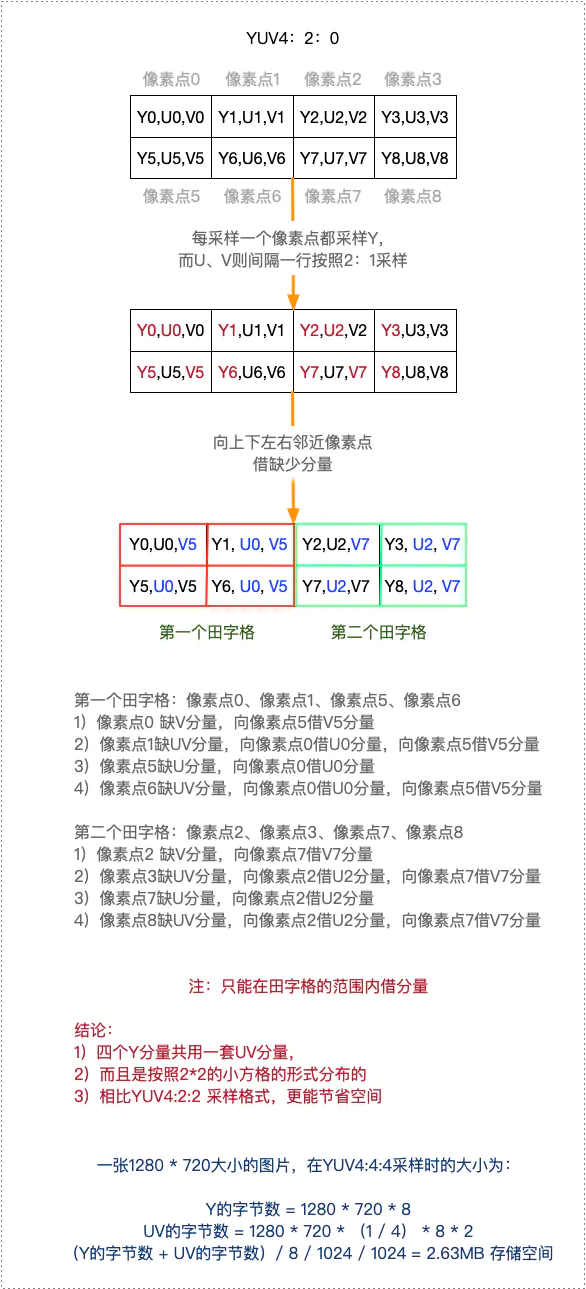 YUV4：2：0
像素点0 像素点1 像素点2 像素点3
Y0,U0,V0 Y1,U1,V1 Y2,U2,V2 Y3,U3,V3
Y5,U5,V5 Y6,U6,V6 Y7,U7,V7 Y8,U8,V8
像素点5 像素点6 像素点7 像素点8
每采样一个像素点都采样Y，
而U、V则间隔一行按照2：1采样
Y0,U0,V0 Y1,U1,V1 Y2,U2,V2 Y3,U3,V3
Y5,U5,V5 Y6,U6,V6 Y7,U7,V7 Y8,U8,V8
向上下左右邻近像素点
借缺少分量
Y0,U0,V5 Y1, U0, V5 Y2,U2,V7 Y3, U2, V7
Y5,U0,V5 Y6, U0, V5 Y7,U2,V7 Y8, U2, V7
第一个田字格 第二个田字格
第一个田字格：像素点0、像素点1、像素点5、像素点6
1）像素点0 缺V分量，向像素点5借V5分量
2）像素点1缺UV分量，向像素点0借U0分量，向像素点5借V5分量
3）像素点5缺U分量，向像素点0借U0分量
4）像素点6缺UV分量，向像素点0借U0分量，向像素点5借V5分量
第二个田字格：像素点2、像素点3、像素点7、像素点8
1）像素点2 缺V分量，向像素点7借V7分量
2）像素点3缺UV分量，向像素点2借U2分量，向像素点7借V7分量
3）像素点7缺U分量，向像素点2借U2分量
4）像素点8缺UV分量，向像素点2借U2分量，向像素点7借V7分量
注：只能在田字格的范围内借分量
结论：
1）四个Y分量共用一套UV分量，
2）而且是按照2*2的小方格的形式分布的
3）相比YUV4:2:2 采样格式，更能节省空间
一张1280 * 720大小的图片，在YUV4:4:4采样时的大小为：
Y的字节数 = 1280 * 720 * 8
UV的字节数 = 1280 * 720 * （1 / 4） * 8 * 2
（Y的字节数 + UV的字节数）/ 8 / 1024 / 1024 = 2.63MB 存储空间